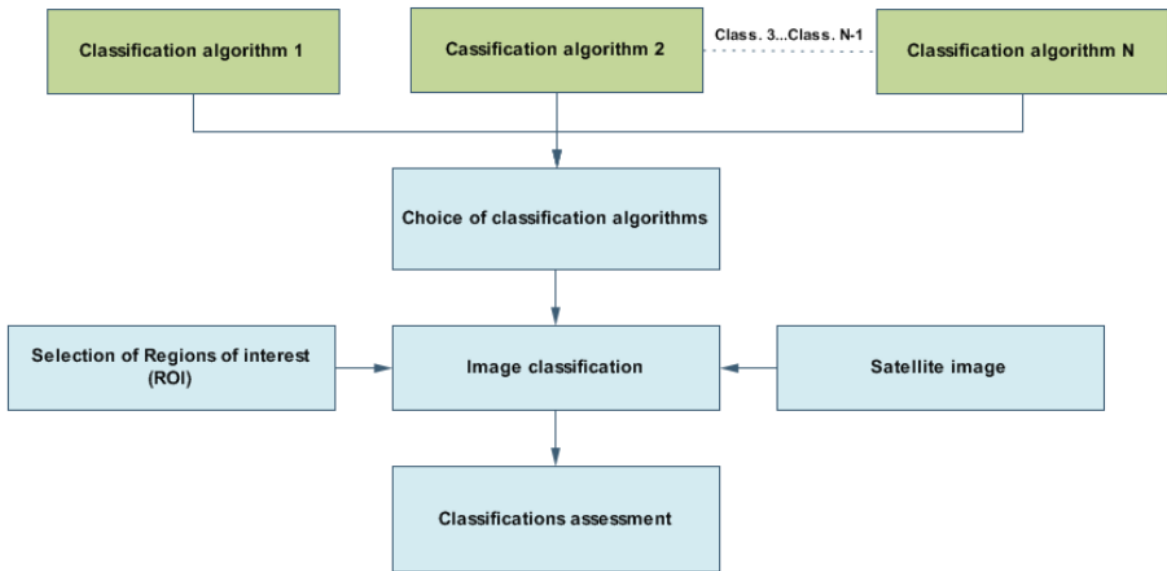 Classification algorithm 1
Cassification algorithm 2
Class. 3...Class. N-1
Classification algorithm N
Choice of classification algorithms
Selection of Regions of interest
(ROI)
Image classification
Satellite image
Classifications assessment